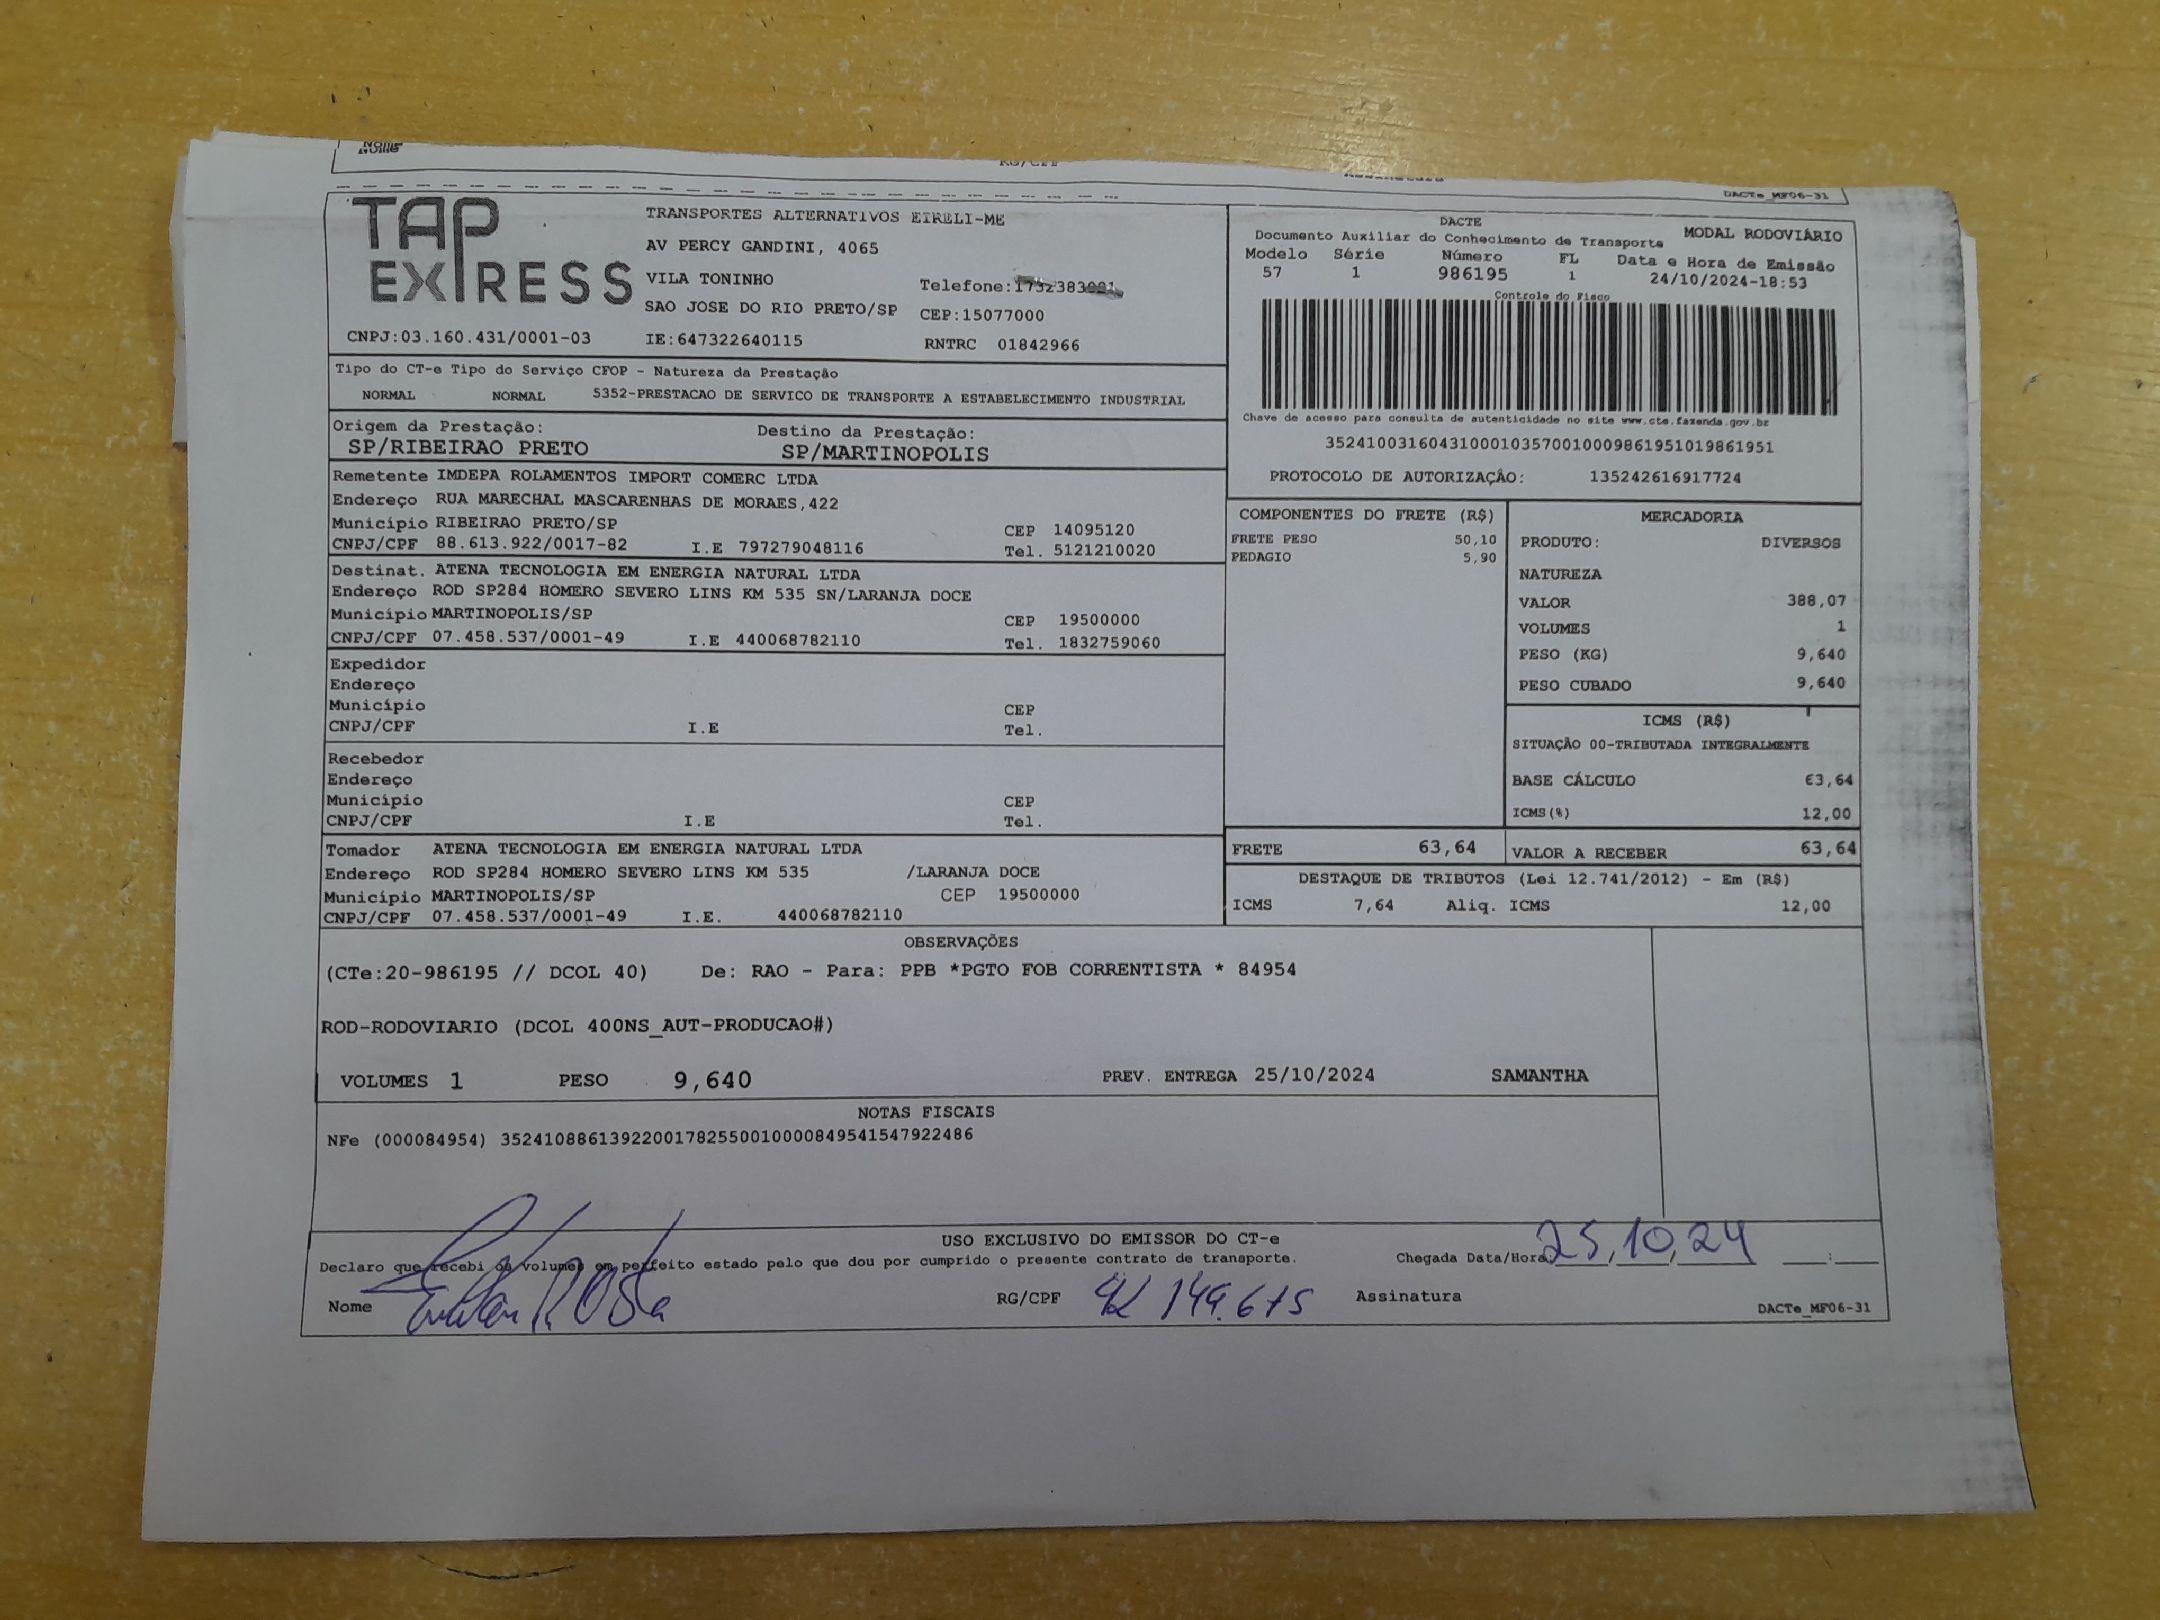 Nome
RG/CPF
DACTe_MF06-31
TAP
EXPRESS
TRANSPORTES ALTERNATIVOS EIRELI-ME
AV PERCY GANDINI, 4065
VILA TONINHO
Telefone:
SAO JOSE DO RIO PRETO/SP CEP:15077000
CNPJ:03.160.431/0001-03 IE:647322640115 RNTRC 01842966
DACTE
Documento Auxiliar do Conhecimento de Transporte MODAL RODOVIÁRIO
Modelo Série Número FL Data e Hora de Emissão
57 1 986195 1 24/10/2024-18:53
Controle do Fisco
Chave de acesso para consulta de autenticidade no site www.cte.fazenda.gov.br
35241003160431000103570010009861951019861951
PROTOCOLO DE AUTORIZAÇÃO: 135242616917724
Tipo do CT-e Tipo do Serviço CFOP - Natureza da Prestação
NORMAL NORMAL 5352-PRESTACAO DE SERVICO DE TRANSPORTE A ESTABELECIMENTO INDUSTRIAL
Origem da Prestação: Destino da Prestação:
SP/RIBEIRAO PRETO SP/MARTINOPOLIS
Remetente IMDEPA ROLAMENTOS IMPORT COMERC LTDA
Endereço RUA MARECHAL MASCARENHAS DE MORAES,422
Município RIBEIRAO PRETO/SP CEP 14095120
CNPJ/CPF 88.613.922/0017-82 I.E 797279048116 Tel. 5121210020
Destinat. ATENA TECNOLOGIA EM ENERGIA NATURAL LTDA
Endereço ROD SP284 HOMERO SEVERO LINS KM 535 SN/LARANJA DOCE
Município MARTINOPOLIS/SP CEP 19500000
CNPJ/CPF 07.458.537/0001-49 I.E 440068782110 Tel. 1832759060
Expedidor
Endereço
Município CEP
CNPJ/CPF I.E Tel.
Recebedor
Endereço
Município CEP
CNPJ/CPF I.E Tel.
Tomador ATENA TECNOLOGIA EM ENERGIA NATURAL LTDA
Endereço ROD SP284 HOMERO SEVERO LINS KM 535 /LARANJA DOCE
Município MARTINOPOLIS/SP CEP 19500000
CNPJ/CPF 07.458.537/0001-49 I.E. 440068782110
COMPONENTES DO FRETE (R$)
FRETE PESO 50,10
PEDAGIO 5,90
MERCADORIA
PRODUTO: DIVERSOS
NATUREZA
VALOR 388,07
VOLUMES 1
PESO (KG) 9,640
PESO CUBADO 9,640
ICMS (R$)
SITUAÇÃO 00-TRIBUTADA INTEGRALMENTE
BASE CÁLCULO 63,64
ICMS(%) 12,00
FRETE 63,64 VALOR A RECEBER 63,64
DESTAQUE DE TRIBUTOS (Lei 12.741/2012) - Em (R$)
ICMS 7,64 Aliq. ICMS 12,00
OBSERVAÇÕES
(CTe:20-986195 // DCOL 40) De: RAO - Para: PPB *PGTO FOB CORRENTISTA * 84954
ROD-RODOVIARIO (DCOL 400NS_AUT-PRODUCAO#)
VOLUMES 1 PESO 9,640 PREV. ENTREGA 25/10/2024 SAMANTHA
NOTAS FISCAIS
NFe (000084954) 35241088613922001782550010000849541547922486
USO EXCLUSIVO DO EMISSOR DO CT-e
Declaro que recebi os volumes em perfeito estado pelo que dou por cumprido o presente contrato de transporte. Chegada Data/Hora: 25,10,24
Nome RG/CPF Assinatura
DACTe_MF06-31